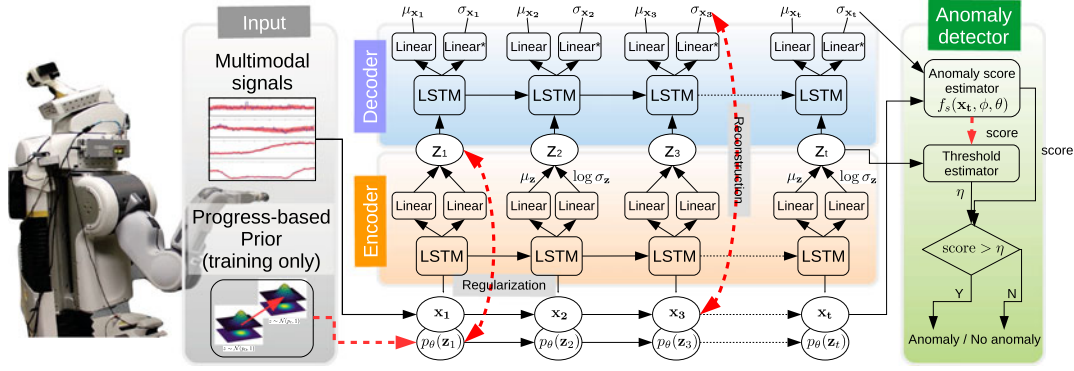 Input
Multimodal
signals
Progress-based
Prior
(training only)
Decoder
Encoder
μx1 σx1 μx2 σx2 μx3 σx3 μxt σxt
Linear Linear* Linear Linear* Linear Linear* Linear Linear*
LSTM LSTM LSTM LSTM
Z1 Z2 Z3 Zt
μz log σz μz log σz
Linear Linear Linear Linear Linear Linear Linear Linear
LSTM LSTM LSTM LSTM
Reconstruction
Regularization
x1 x2 x3 xt
pθ(z1) pθ(z2) pθ(z3) pθ(zt)
Anomaly
detector
Anomaly score
estimator
fs(xt, ϕ, θ)
score
score
Threshold
estimator
η
score > η
Y N
Anomaly / No anomaly